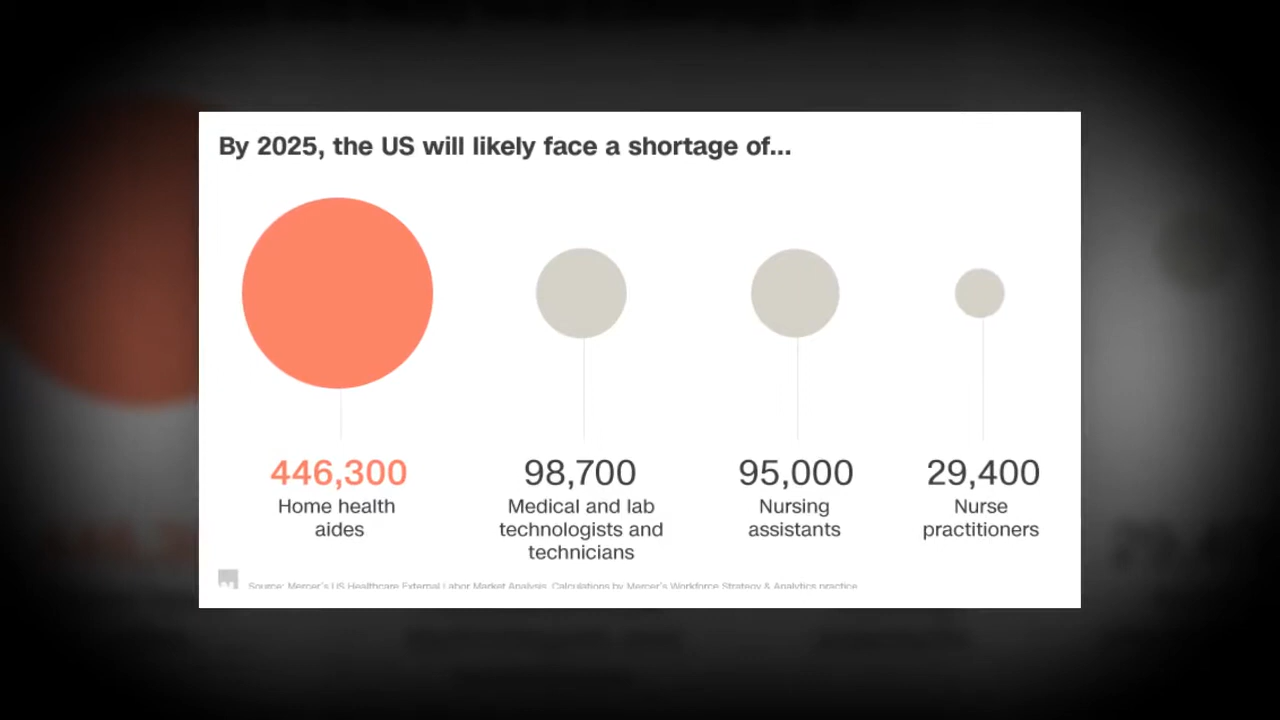 By 2025, the US will likely face a shortage of...
446,300
98,700
95,000
29,400
Home health
aides
Medical and lab
technologists and
technicians
Nursing
assistants
Nurse
practitioners
Source: Mercer's US Healthcare External Labor Market Analysis. Calculations by Mercer's Workforce Strategy & Analytics practice